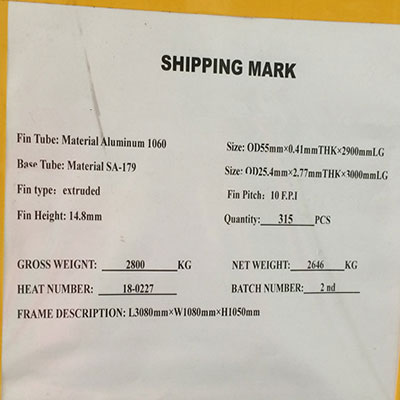 SHIPPING MARK
Fin Tube: Material Aluminum 1060
Size: OD55mm×0.41mmTHK×2900mmLG
Base Tube: Material SA-179
Size: OD25.4mm×2.77mmTHK×3000mmLG
Fin type: extruded
Fin Pitch: 10 F.P.I
Fin Height: 14.8mm
Quantity: 315 PCS
GROSS WEIGNT: 2800 KG
NET WEIGHT: 2646 KG
HEAT NUMBER: 18-0227
BATCH NUMBER: 2 nd
FRAME DESCRIPTION: L3080mm×W1080mm×H1050mm